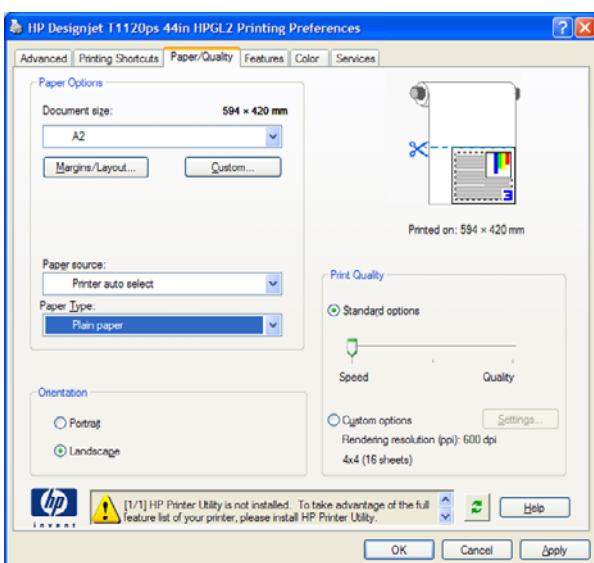 HP Designjet T1120ps 44in HPGL2 Printing Preferences
Advanced Printing Shortcuts Paper/Quality Features Color Services
Paper Options
Document size: 594 × 420 mm
A2
Margins/Layout... Custom...
Printed on: 594 × 420 mm
Paper source:
Printer auto select
Paper Type:
Plain paper
Print Quality
Standard options
Speed Quality
Custom options Settings...
Rendering resolution (ppi): 600 dpi
4x4 (16 sheets)
Orientation
Portrait
Landscape
hp
invent
[1/1] HP Printer Utility is not installed. To take advantage of the full
feature list of your printer, please install HP Printer Utility.
Help
OK Cancel Apply